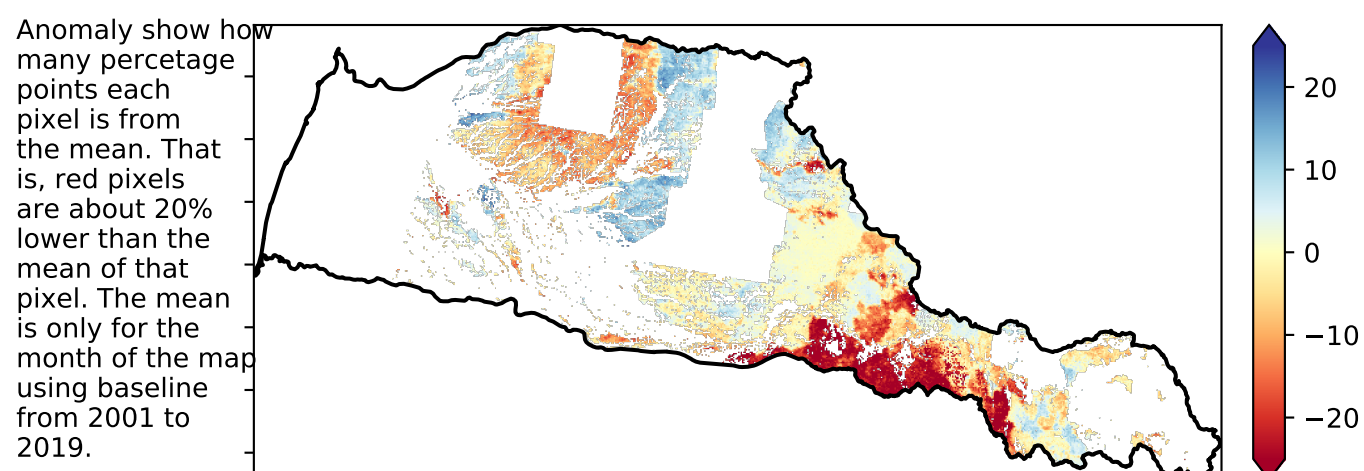 Anomaly show how
many percetage
points each
pixel is from
the mean. That
is, red pixels
are about 20%
lower than the
mean of that
pixel. The mean
is only for the
month of the map
using baseline
from 2001 to
2019.
20
10
0
−10
−20